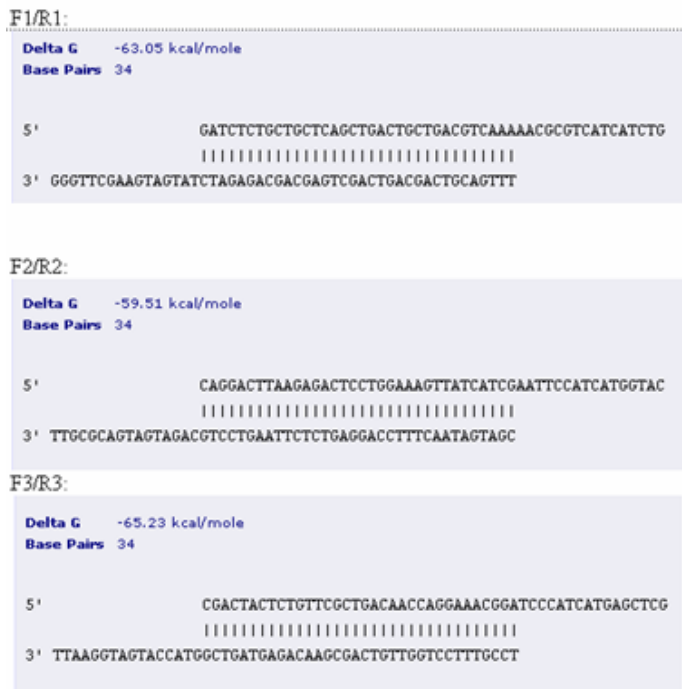 F1/R1:
Delta G -63.05 kcal/mole
Base Pairs 34
5' GATCTCTGCTGCTCAGCTGACTGCTGACGTCAAAAACGCGTCATCATCTG
||||||||||||||||||||||||||||||||||
3' GGGTTCGAAGTAGTATCTAGAGACGACGAGTCGACTGACGACTGCAGTTT
F2/R2:
Delta G -59.51 kcal/mole
Base Pairs 34
5' CAGGACTTAAGAGACTCCTGGAAAGTTATCATCGAATTCCATCATGGTAC
||||||||||||||||||||||||||||||||||
3' TTGCGCAGTAGTAGACGTCCTGAATTCTCTGAGGACCTTTCAATAGTAGC
F3/R3:
Delta G -65.23 kcal/mole
Base Pairs 34
5' CGACTACTCTGTTCGCTGACAACCAGGAAACGGATCCCATCATGAGCTCG
||||||||||||||||||||||||||||||||||
3' TTAAGGTAGTACCATGGCTGATGAGACAAGCGACTGTTGGTCCTTTGCCT